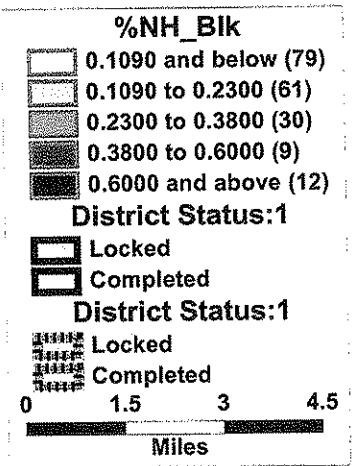 %NH_Blk
0.1090 and below (79)
0.1090 to 0.2300 (61)
0.2300 to 0.3800 (30)
0.3800 to 0.6000 (9)
0.6000 and above (12)
District Status:1
Locked
Completed
District Status:1
Locked
Completed
0 1.5 3 4.5
Miles